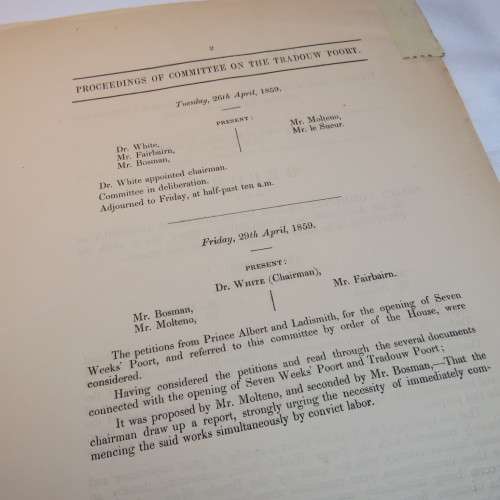 2
PROCEEDINGS OF COMMITTEE ON THE TRADOUW POORT.
Tuesday, 26th April, 1859.
PRESENT:
Dr. White,
Mr. Fairbairn,
Mr. Bosman,
Mr. Molteno,
Mr. le Sueur.
Dr. White appointed chairman.
Committee in deliberation.
Adjourned to Friday, at half-past ten a.m.
Friday, 29th April, 1859.
PRESENT:
Dr. WHITE (Chairman),
Mr. Bosman,
Mr. Molteno,
Mr. Fairbairn.
The petitions from Prince Albert and Ladismith, for the opening of Seven
Weeks' Poort, and referred to this committee by order of the House, were
considered.
Having considered the petitions and read through the several documents
connected with the opening of Seven Weeks' Poort and Tradouw Poort;
It was proposed by Mr. Molteno, and seconded by Mr. Bosman,—That the
chairman draw up a report, strongly urging the necessity of immediately com-
mencing the said works simultaneously by convict labor.